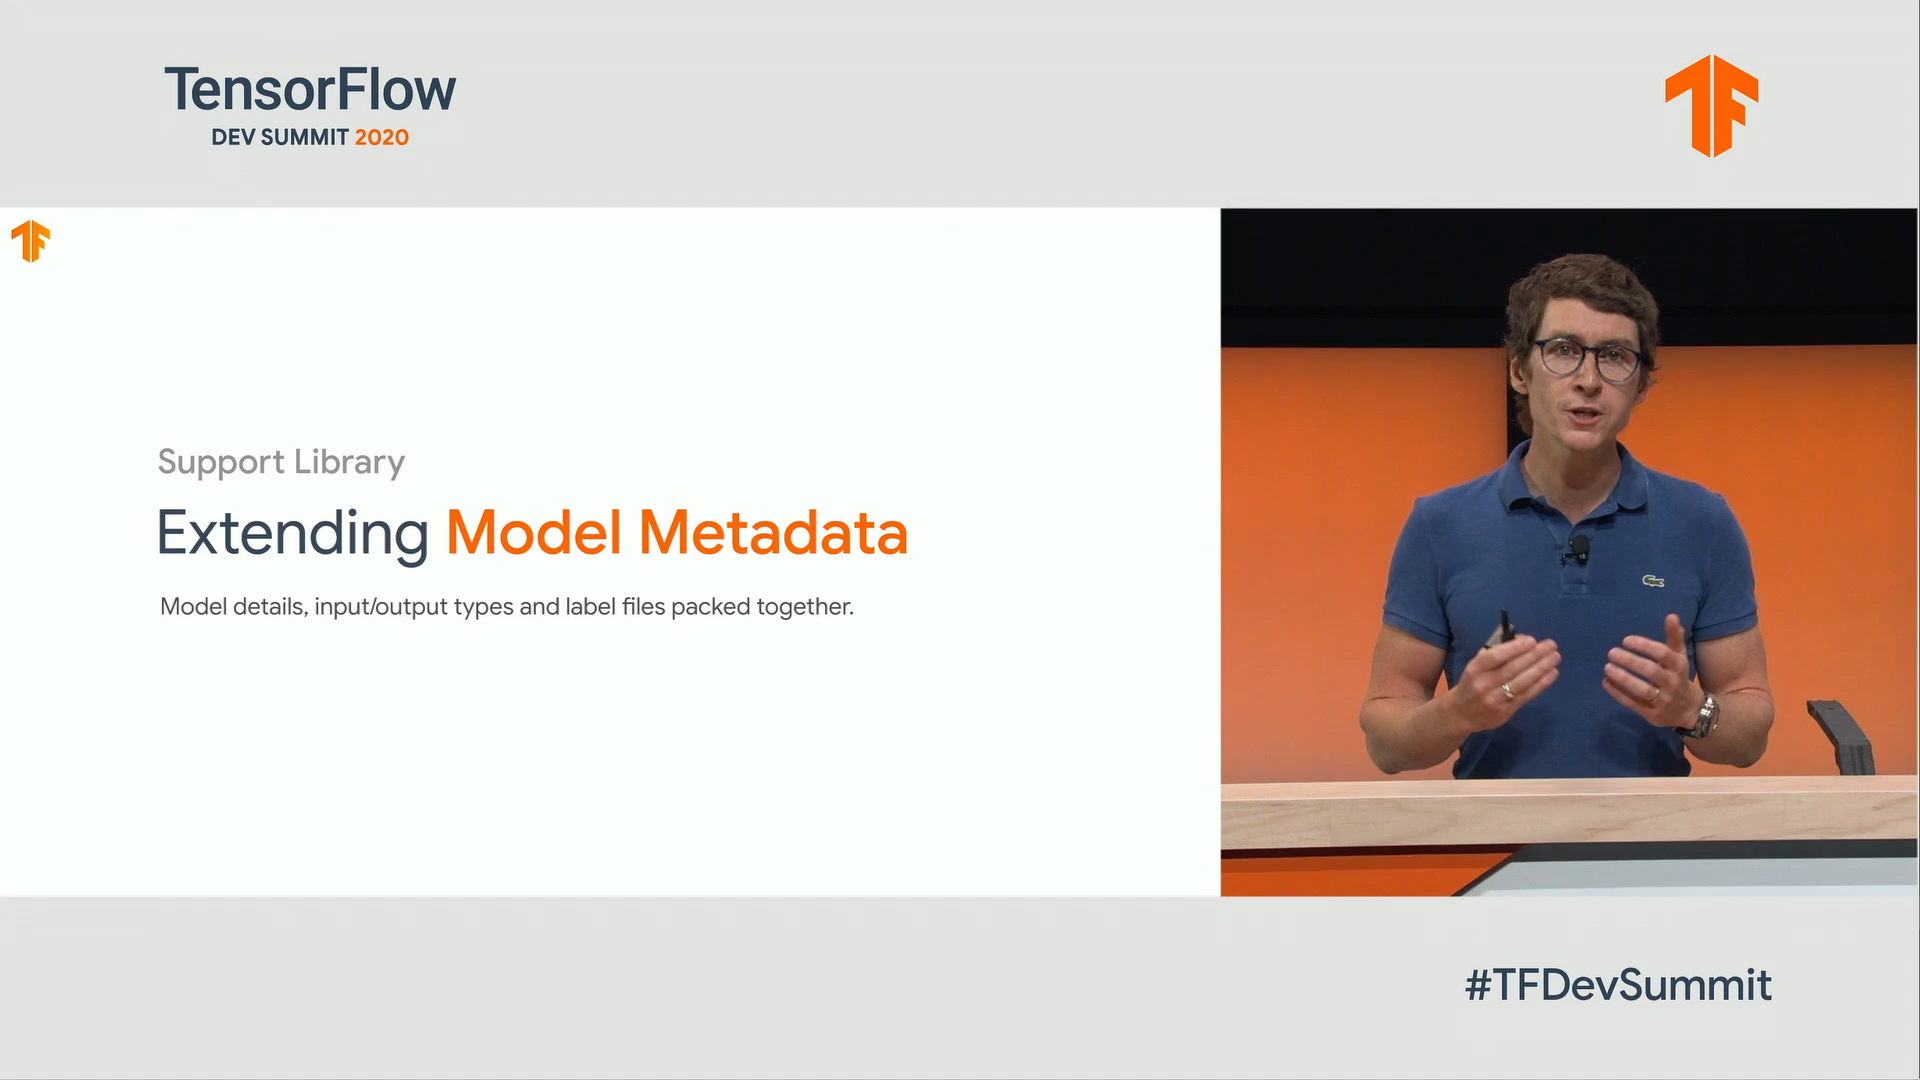 TensorFlow
DEV SUMMIT 2020
Support Library
Extending Model Metadata
Model details, input/output types and label files packed together.
#TFDevSummit